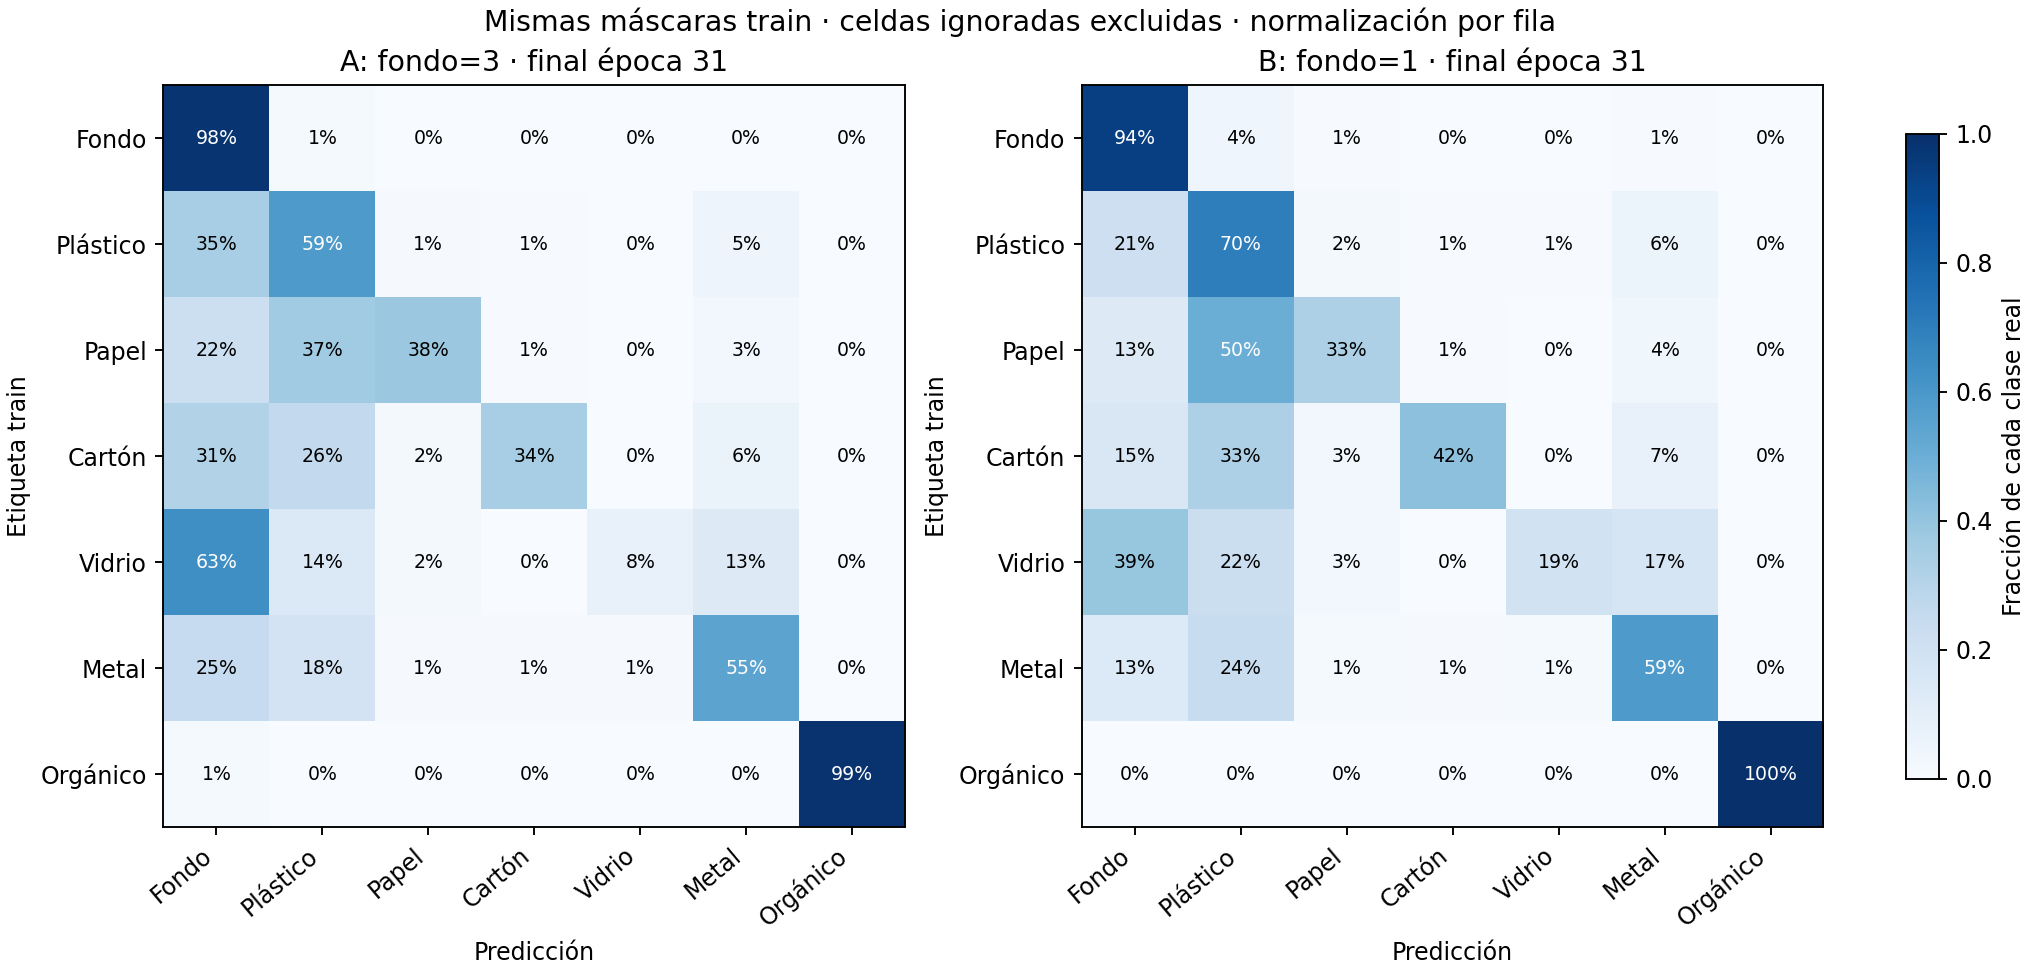 Mismas máscaras train · celdas ignoradas excluidas · normalización por fila
A: fondo=3 · final época 31
Etiqueta train
Fondo 98% 1% 0% 0% 0% 0% 0%
Plástico 35% 59% 1% 1% 0% 5% 0%
Papel 22% 37% 38% 1% 0% 3% 0%
Cartón 31% 26% 2% 34% 0% 6% 0%
Vidrio 63% 14% 2% 0% 8% 13% 0%
Metal 25% 18% 1% 1% 1% 55% 0%
Orgánico 1% 0% 0% 0% 0% 0% 99%
Fondo Plástico Papel Cartón Vidrio Metal Orgánico
Predicción
B: fondo=1 · final época 31
Etiqueta train
Fondo 94% 4% 1% 0% 0% 1% 0%
Plástico 21% 70% 2% 1% 1% 6% 0%
Papel 13% 50% 33% 1% 0% 4% 0%
Cartón 15% 33% 3% 42% 0% 7% 0%
Vidrio 39% 22% 3% 0% 19% 17% 0%
Metal 13% 24% 1% 1% 1% 59% 0%
Orgánico 0% 0% 0% 0% 0% 0% 100%
Fondo Plástico Papel Cartón Vidrio Metal Orgánico
Predicción
1.0
0.8
0.6
0.4
0.2
0.0
Fracción de cada clase real